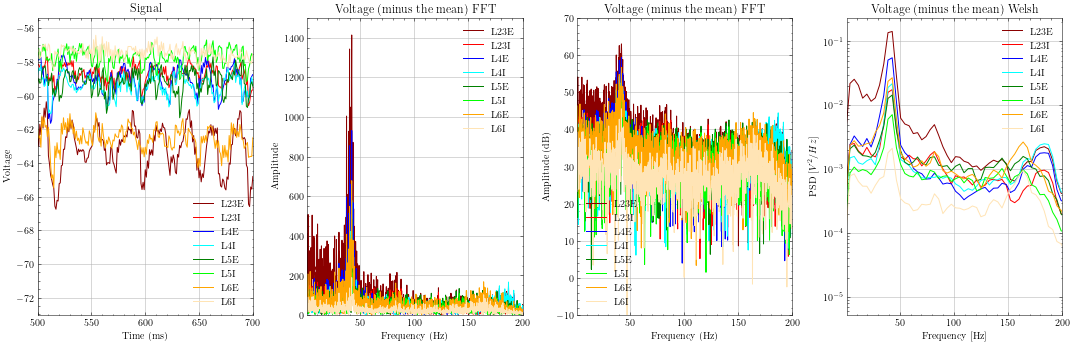 Signal
Voltage
−56
−58
−60
−62
−64
−66
−68
−70
−72
500
550
600
650
700
Time (ms)
L23E
L23I
L4E
L4I
L5E
L5I
L6E
L6I
Voltage (minus the mean) FFT
Amplitude
1400
1200
1000
800
600
400
200
0
50
100
150
200
Frequency (Hz)
L23E
L23I
L4E
L4I
L5E
L5I
L6E
L6I
Voltage (minus the mean) FFT
Amplitude (dB)
70
60
50
40
30
20
10
0
−10
50
100
150
200
Frequency (Hz)
L23E
L23I
L4E
L4I
L5E
L5I
L6E
L6I
Voltage (minus the mean) Welsh
PSD [V²/Hz]
10⁻¹
10⁻²
10⁻³
10⁻⁴
10⁻⁵
50
100
150
200
Frequency [Hz]
L23E
L23I
L4E
L4I
L5E
L5I
L6E
L6I